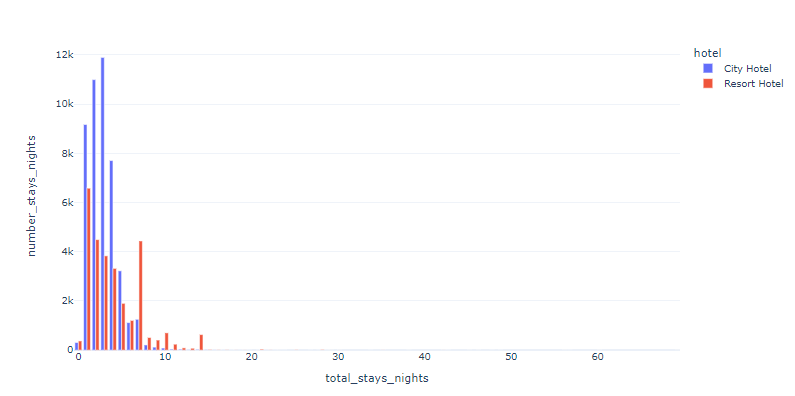 hotel
City Hotel
Resort Hotel
12k
10k
8k
6k
4k
2k
0
number_stays_nights
0 10 20 30 40 50 60
total_stays_nights